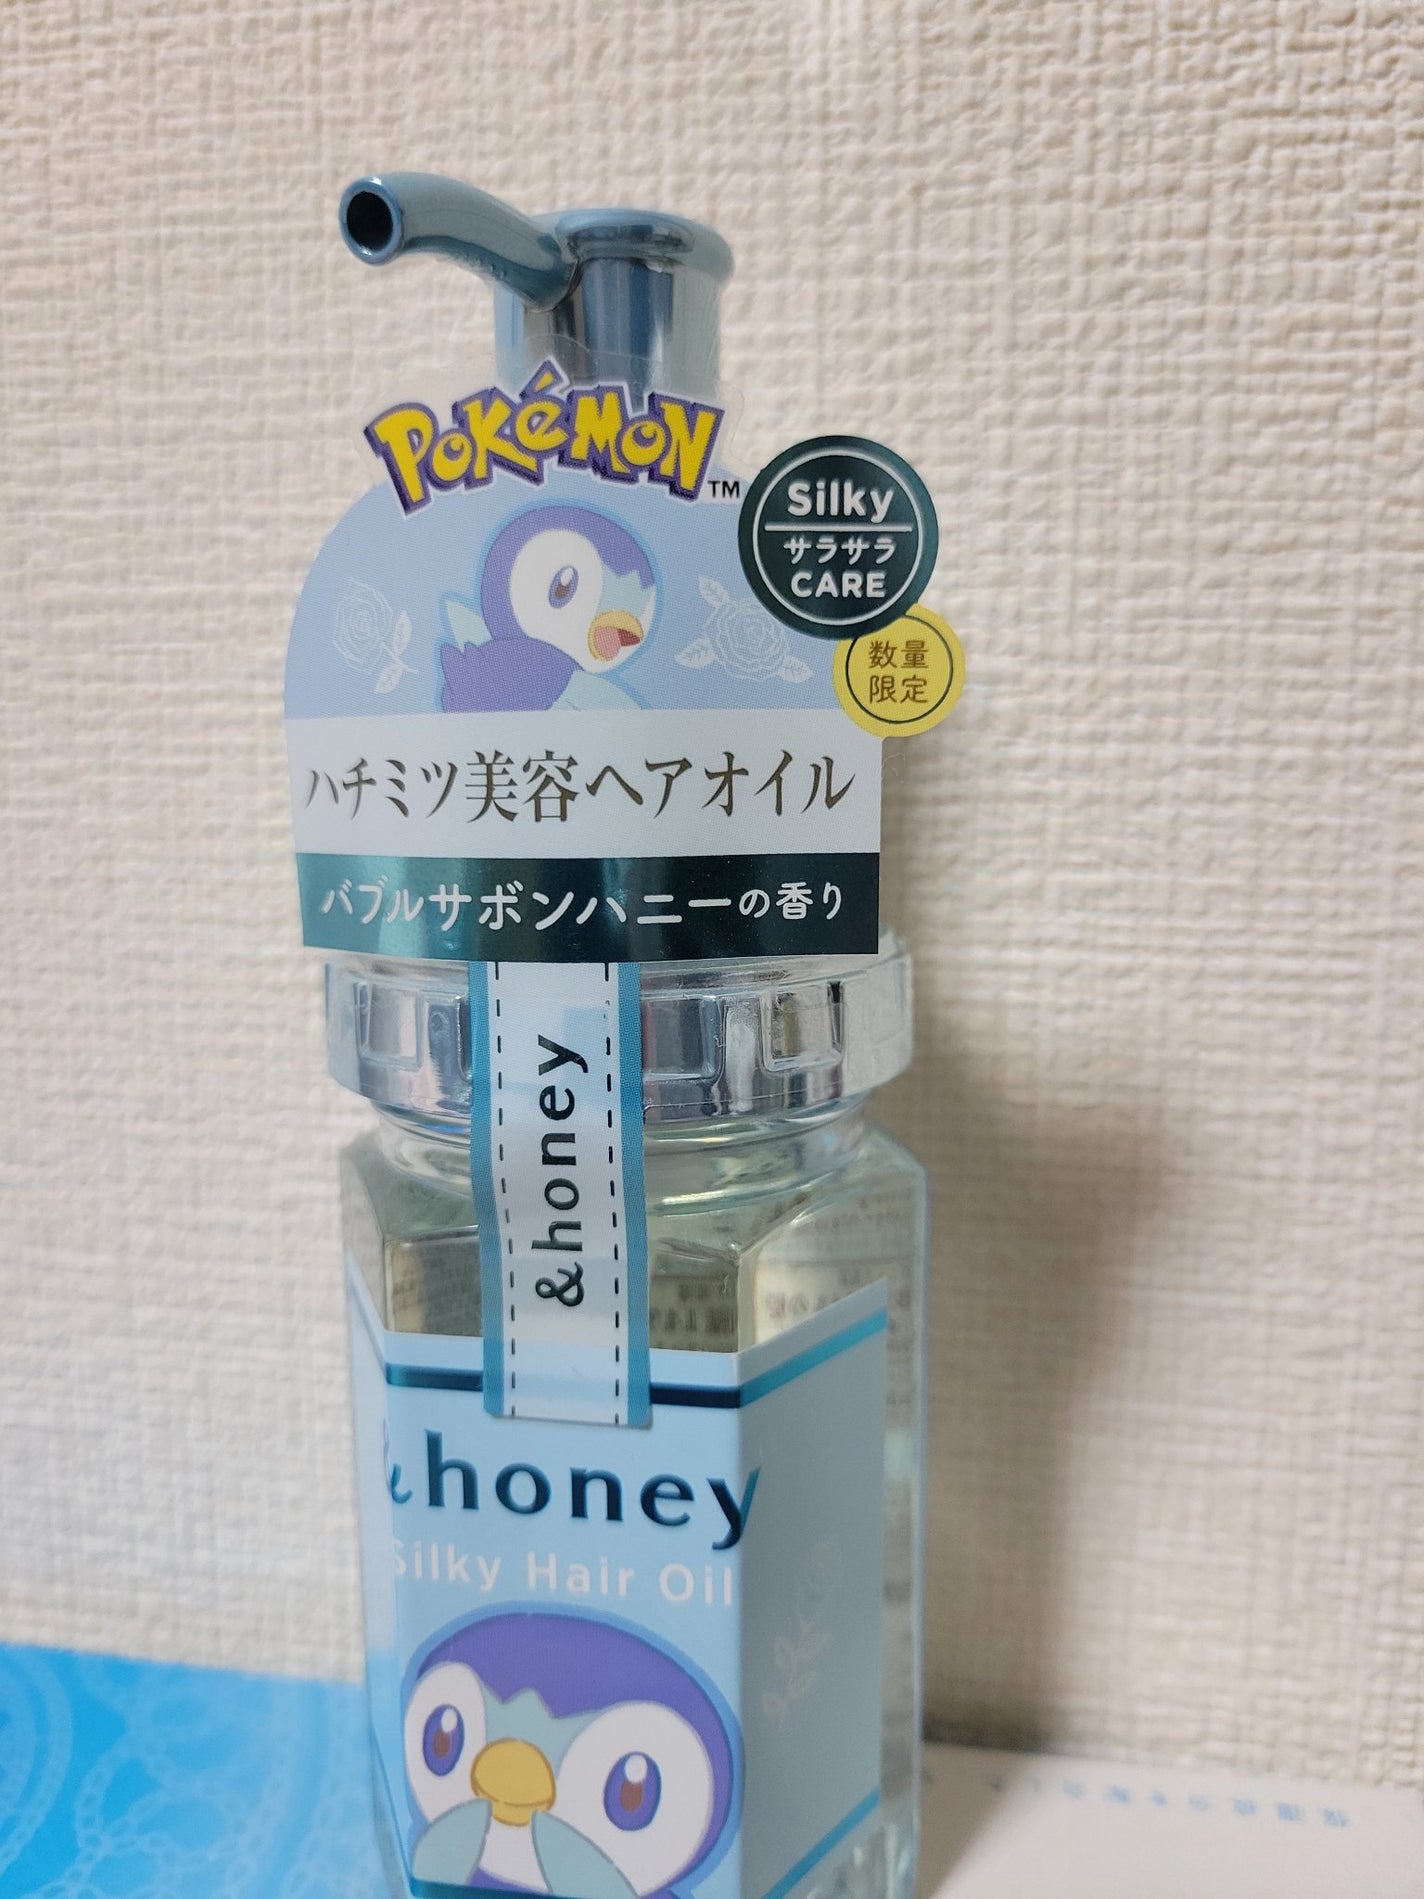 POKéMON
TM
Silky
サラサラ
CARE
数量
限定
ハチミツ美容ヘアオイル
バブルサボンハニーの香り
&honey
&honey
Silky Hair Oil